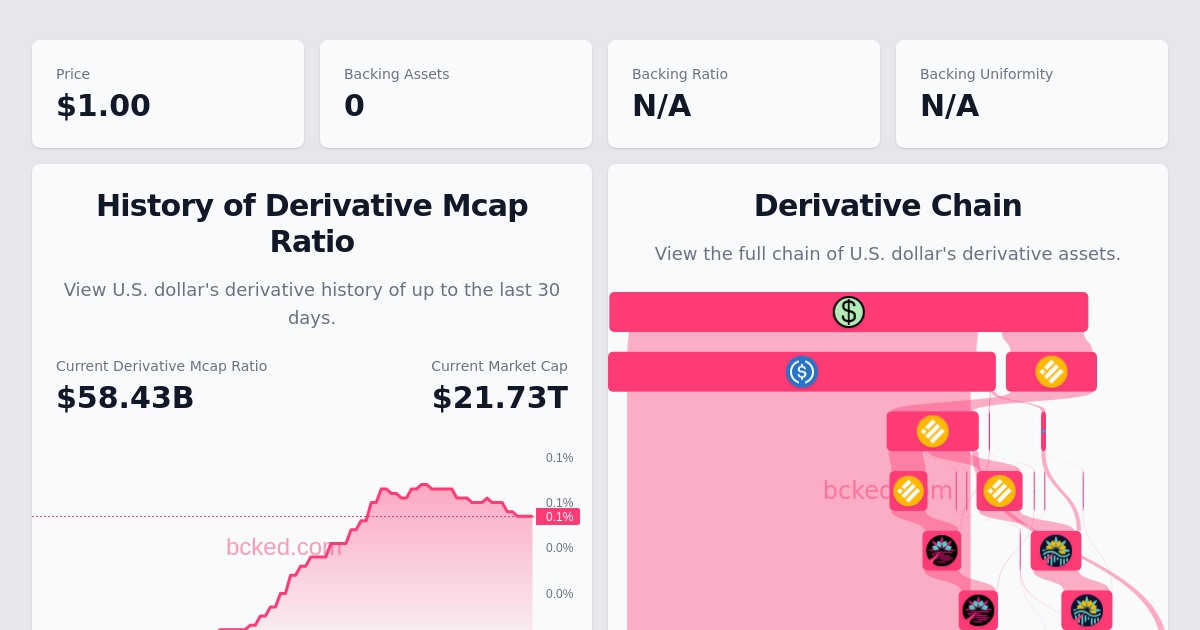 Price
$1.00
Backing Assets
0
Backing Ratio
N/A
Backing Uniformity
N/A
History of Derivative Mcap
Ratio
View U.S. dollar's derivative history of up to the last 30
days.
Current Derivative Mcap Ratio
$58.43B
Current Market Cap
$21.73T
0.1%
0.1%
0.1%
0.0%
0.0%
bcked.com
Derivative Chain
View the full chain of U.S. dollar's derivative assets.
$
$
bcked m